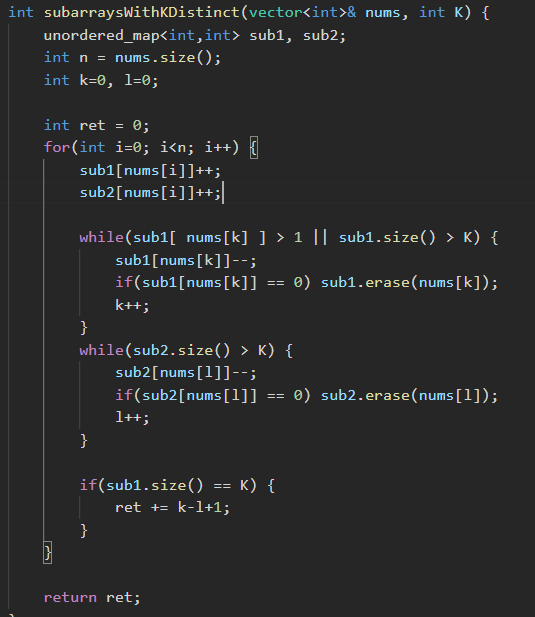 int subarraysWithKDistinct(vector<int>& nums, int K) {
    unordered_map<int,int> sub1, sub2;
    int n = nums.size();
    int k=0, l=0;

    int ret = 0;
    for(int i=0; i<n; i++) {
        sub1[nums[i]]++;
        sub2[nums[i]]++;

        while(sub1[ nums[k] ] > 1 || sub1.size() > K) {
            sub1[nums[k]]--;
            if(sub1[nums[k]] == 0) sub1.erase(nums[k]);
            k++;
        }
        while(sub2.size() > K) {
            sub2[nums[l]]--;
            if(sub2[nums[l]] == 0) sub2.erase(nums[l]);
            l++;
        }

        if(sub1.size() == K) {
            ret += k-l+1;
        }
    }

    return ret;